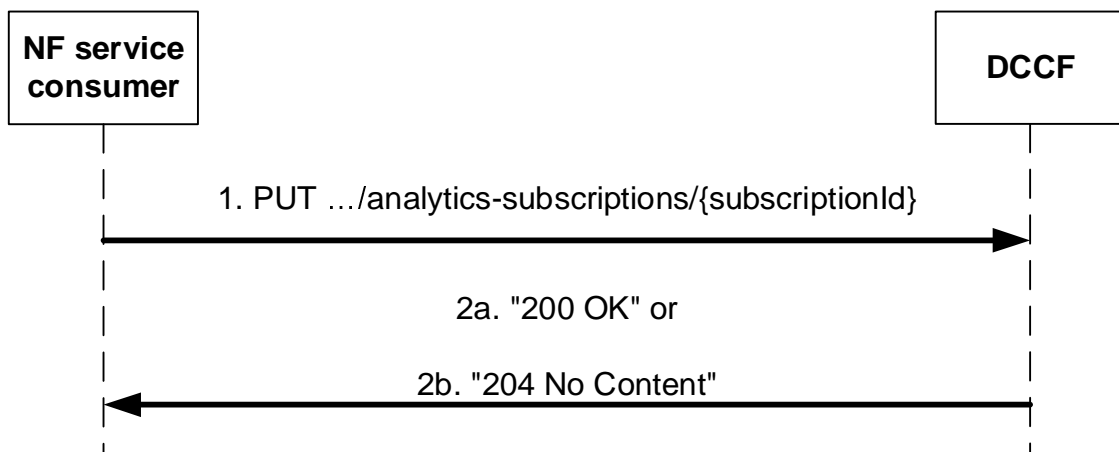 NF service
consumer
DCCF
1. PUT …/analytics-subscriptions/{subscriptionId}
2a. "200 OK" or
2b. "204 No Content"